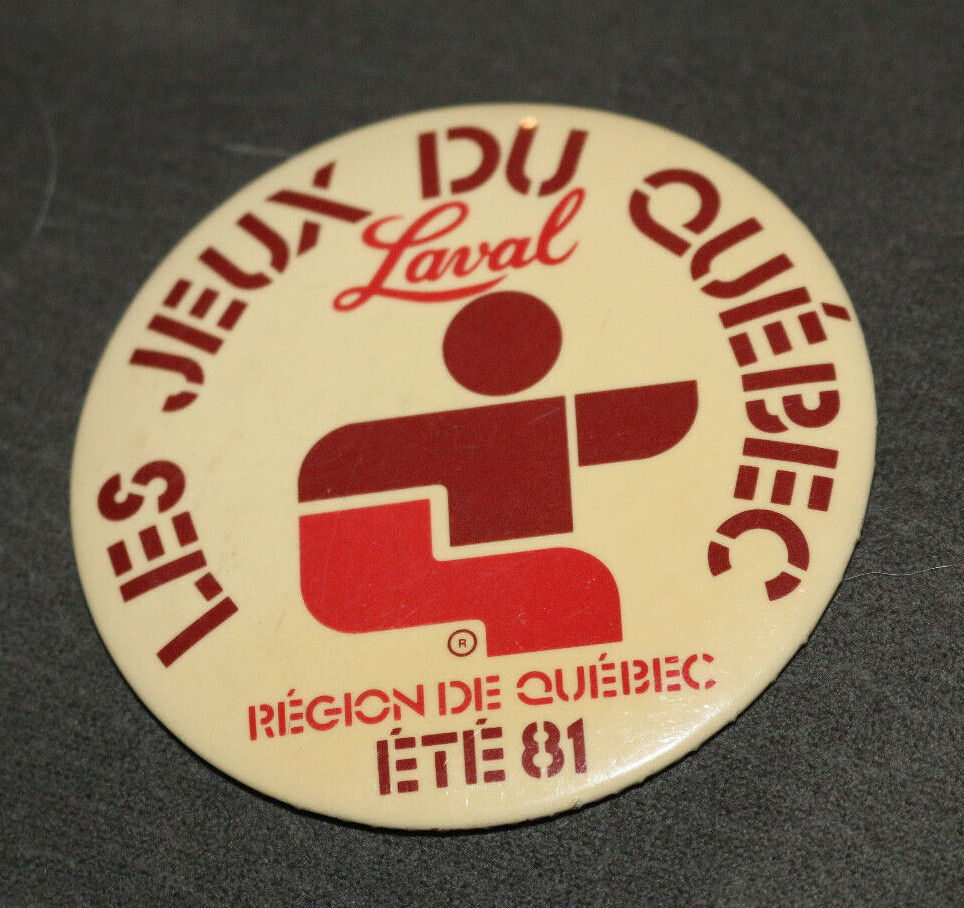 LES JEUX DU QUÉBEC
Laval
®
RÉGION DE QUÉBEC
ÉTÉ 81